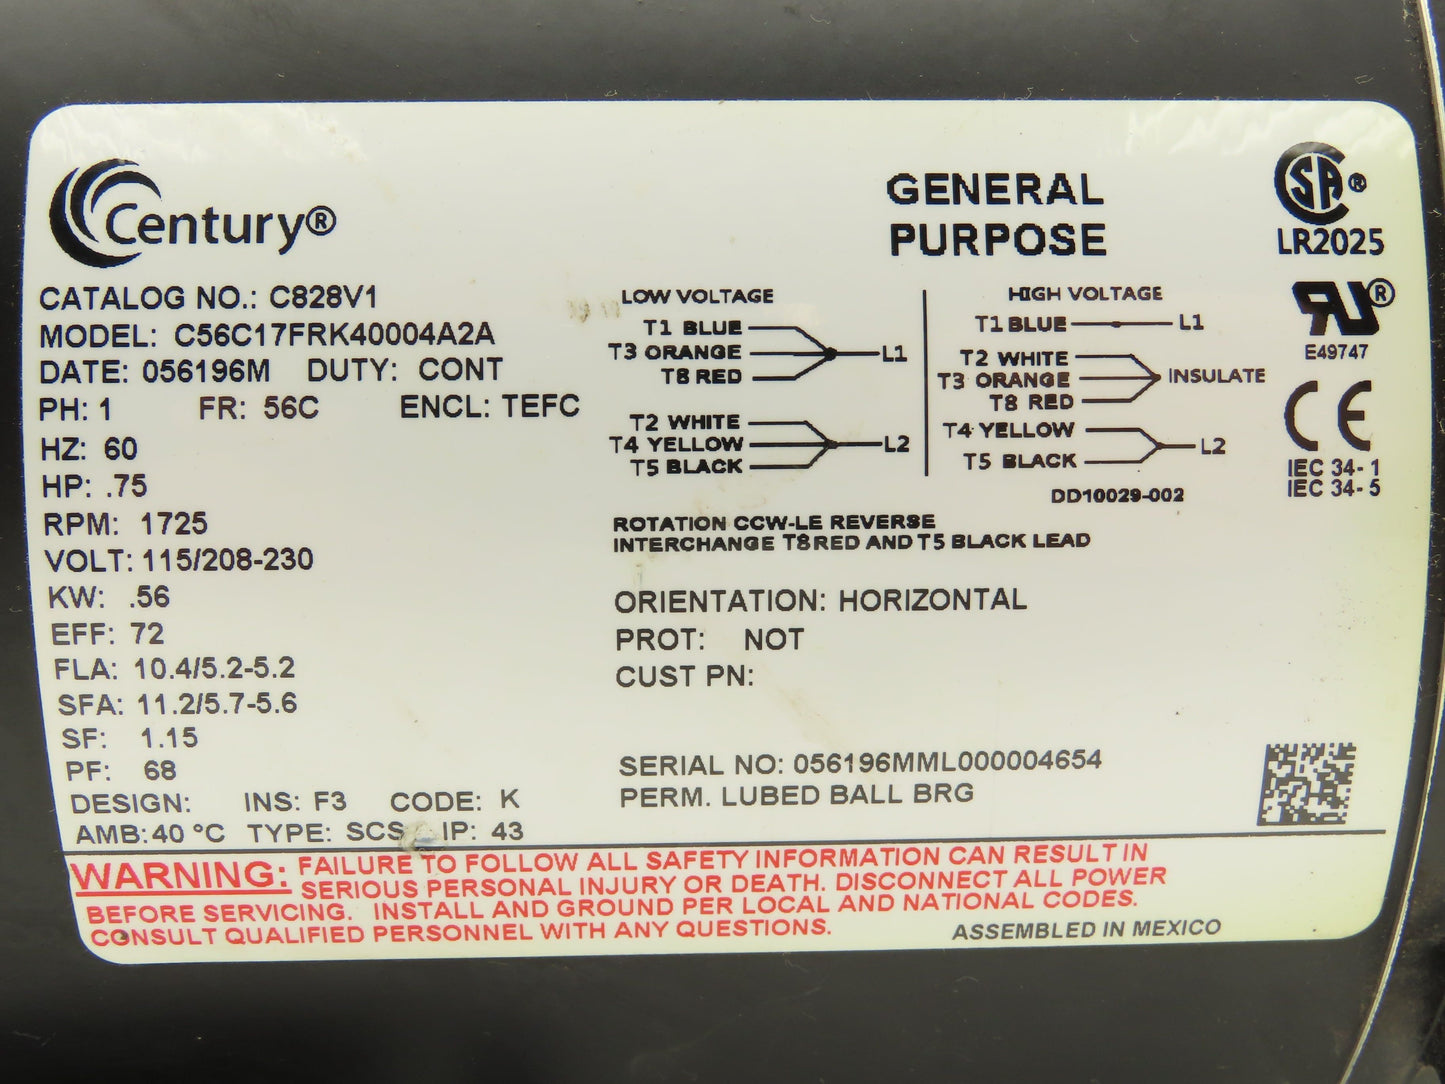 Century®
GENERAL
PURPOSE
SA ®
LR2025
®
E49747
CE
IEC 34-1
IEC 34-5
CATALOG NO.: C828V1
MODEL: C56C17FRK40004A2A
DATE: 056196M DUTY: CONT
PH: 1 FR: 56C ENCL: TEFC
HZ: 60
HP: .75
RPM: 1725
VOLT: 115/208-230
KW: .56
EFF: 72
FLA: 10.4/5.2-5.2
SFA: 11.2/5.7-5.6
SF: 1.15
PF: 68
DESIGN: INS: F3 CODE: K
AMB: 40 °C TYPE: SCS IP: 43
LOW VOLTAGE
T1 BLUE
T3 ORANGE L1
T8 RED
T2 WHITE
T4 YELLOW L2
T5 BLACK
HIGH VOLTAGE
T1 BLUE L1
T2 WHITE
T3 ORANGE INSULATE
T8 RED
T4 YELLOW
L2
T5 BLACK
DD10029-002
ROTATION CCW-LE REVERSE
INTERCHANGE T8 RED AND T5 BLACK LEAD
ORIENTATION: HORIZONTAL
PROT: NOT
CUST PN:
SERIAL NO: 056196MML000004654
PERM. LUBED BALL BRG
WARNING: FAILURE TO FOLLOW ALL SAFETY INFORMATION CAN RESULT IN
SERIOUS PERSONAL INJURY OR DEATH. DISCONNECT ALL POWER
BEFORE SERVICING. INSTALL AND GROUND PER LOCAL AND NATIONAL CODES.
CONSULT QUALIFIED PERSONNEL WITH ANY QUESTIONS.
ASSEMBLED IN MEXICO